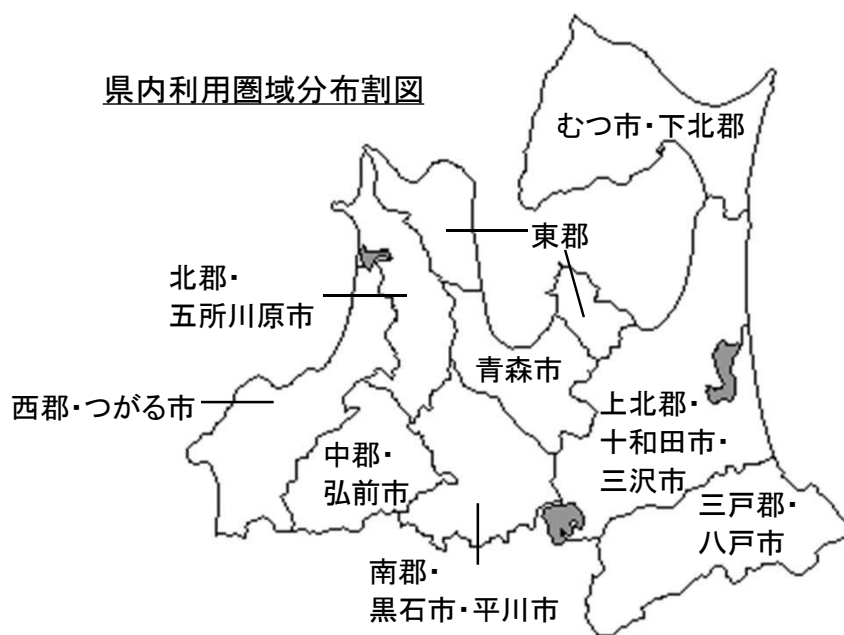 県内利用圏域分布割図
むつ市・下北郡
東郡
北郡・
五所川原市
青森市
西郡・つがる市
上北郡・
十和田市・
三沢市
中郡・
弘前市
三戸郡・
八戸市
南郡・
黒石市・平川市